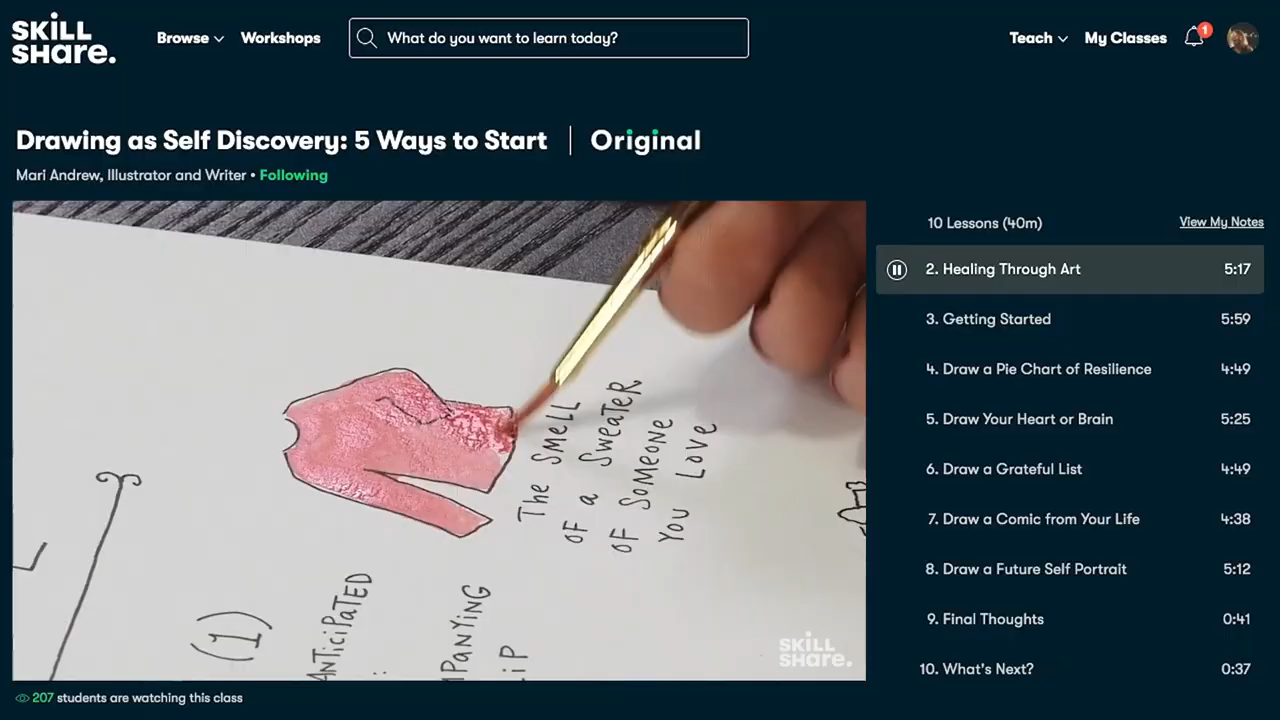 SKILL
SHARE.
Browse
Workshops
What do you want to learn today?
Teach
My Classes
1
Drawing as Self Discovery: 5 Ways to Start | Original
Mari Andrew, Illustrator and Writer • Following
10 Lessons (40m)
View My Notes
2. Healing Through Art 5:17
3. Getting Started 5:59
4. Draw a Pie Chart of Resilience 4:49
5. Draw Your Heart or Brain 5:25
6. Draw a Grateful List 4:49
7. Draw a Comic from Your Life 4:38
8. Draw a Future Self Portrait 5:12
9. Final Thoughts 0:41
10. What's Next? 0:37
THE SMELL
OF A SWEATER
OF SOMEONE
YOU LOVE
(1)
ANTICIPATED
SKILL
SHARE.
207 students are watching this class